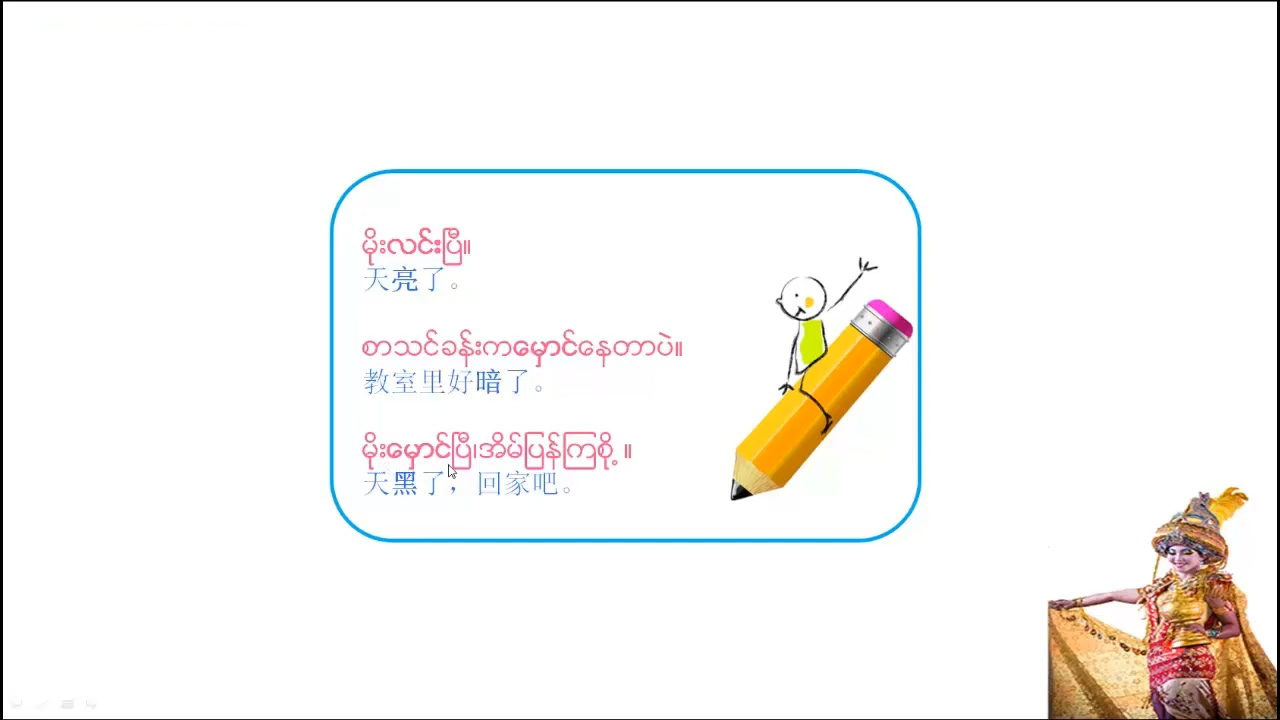 မိုးလင်းပြီ။
天亮了。
စာသင်ခန်းကမှောင်နေတာပဲ။
教室里好暗了。
မိုးမှောင်ပြီ၊အိမ်ပြန်ကြစို့ ။
天黑了，回家吧。